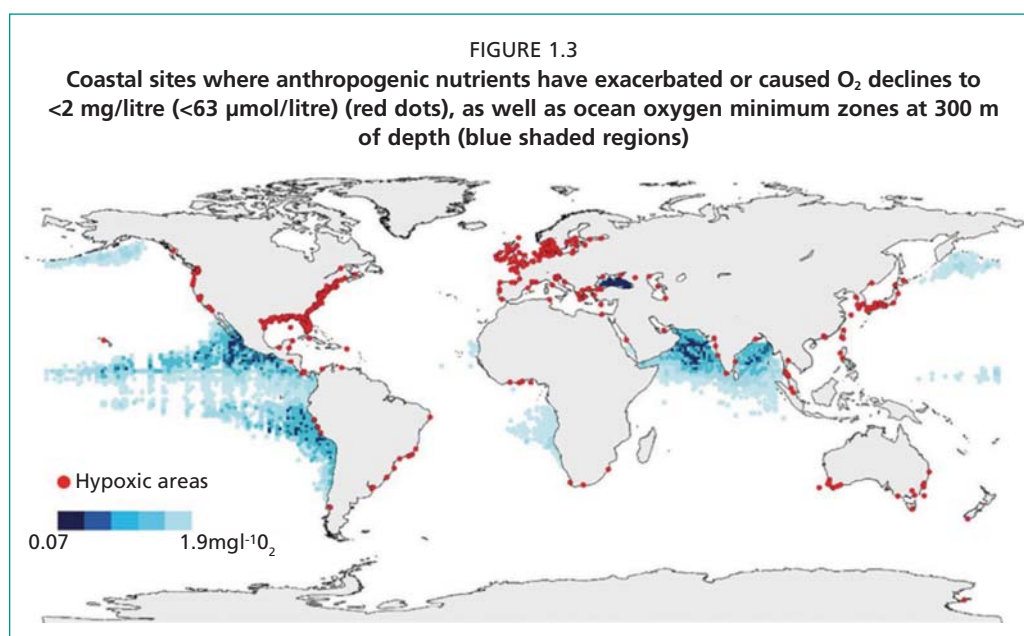 FIGURE 1.3
Coastal sites where anthropogenic nutrients have exacerbated or caused O₂ declines to
<2 mg/litre (<63 µmol/litre) (red dots), as well as ocean oxygen minimum zones at 300 m
of depth (blue shaded regions)
Hypoxic areas
0.07 1.9mgl⁻¹0₂